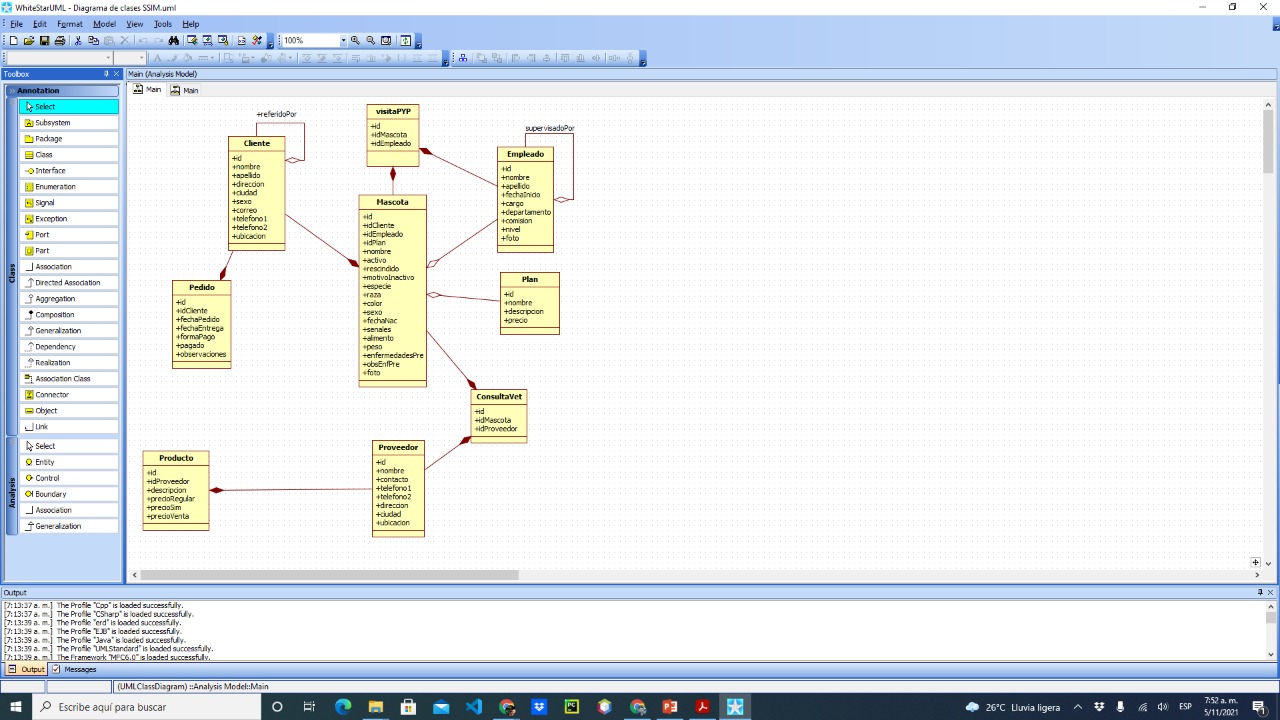 WhiteStarUML - Diagrama de clases SSIM.uml
File Edit Format Model View Tools Help
100%
Toolbox
Main (Analysis Model)
Annotation
Main
Main
Select
Subsystem
Package
Class
Interface
Enumeration
Signal
Exception
Port
Part
Association
Directed Association
Aggregation
Composition
Generalization
Dependency
Realization
Association Class
Connector
Object
Link
Class
Select
Entity
Control
Boundary
Association
Generalization
Analysis
+referidoPor
Cliente
+id
+nombre
+apellido
+direccion
+ciudad
+sexo
+correo
+telefono1
+telefono2
+ubicacion
visitaPYP
+id
+idMascota
+idEmpleado
supervisadoPor
Empleado
+id
+nombre
+apellido
+fechaInicio
+cargo
+departamento
+comision
+nivel
+foto
Mascota
+id
+idCliente
+idEmpleado
+idPlan
+nombre
+activo
+rescindido
+motivoInactivo
+especie
+raza
+color
+sexo
+fechaNac
+senales
+alimento
+peso
+enfermedadesPre
+obsEnfPre
+foto
Pedido
+id
+idCliente
+fechaPedido
+fechaEntrega
+formaPago
+pagado
+observaciones
Plan
+id
+nombre
+descripcion
+precio
ConsultaVet
+id
+idMascota
+idProveedor
Proveedor
+id
+nombre
+contacto
+telefono1
+telefono2
+direccion
+ciudad
+ubicacion
Producto
+id
+idProveedor
+descripcion
+precioRegular
+precioSim
+precioVenta
Output
[7:13:37 a. m.] The Profile "Cpp" is loaded successfully.
[7:13:37 a. m.] The Profile "CSharp" is loaded successfully.
[7:13:39 a. m.] The Profile "erd" is loaded successfully.
[7:13:39 a. m.] The Profile "EJB" is loaded successfully.
[7:13:39 a. m.] The Profile "Java" is loaded successfully.
[7:13:39 a. m.] The Profile "UMLStandard" is loaded successfully.
[7:13:39 a. m.] The Framework "MFC6.0" is loaded successfully.
Output Messages
(UMLClassDiagram) ::Analysis Model::Main
Escribe aquí para buscar
26°C Lluvia ligera
ESP
7:52 a. m.
5/11/2021